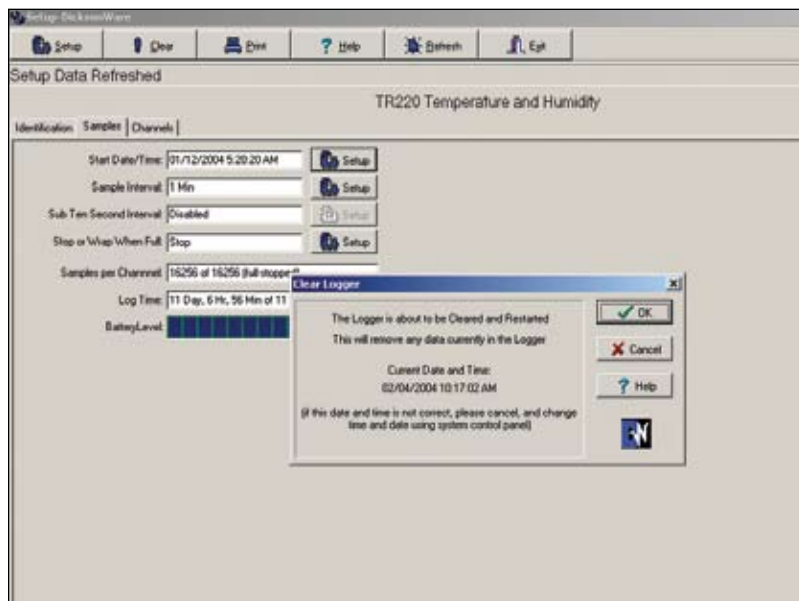 Setup-DicksonWare
Setup Clear Print Help Refresh Exit
Setup Data Refreshed
TR220 Temperature and Humidity
Identification Samples Channels
Start Date/Time: 01/12/2004 5:20:20 AM Setup
Sample Interval: 1 Min Setup
Sub Ten Second Interval: Disabled Setup
Stop or Wrap When Full: Stop Setup
Samples per Channnel: 16256 of 16256 (full-stopped)
Log Time: 11 Day, 6 Hr, 56 Min of 11
BatteryLevel:
Clear Logger
The Logger is about to be Cleared and Restarted
This will remove any data currently in the Logger
Current Date and Time:
02/04/2004 10:17:02 AM
(if this date and time is not correct, please cancel, and change
time and date using system control panel)
OK
Cancel
Help